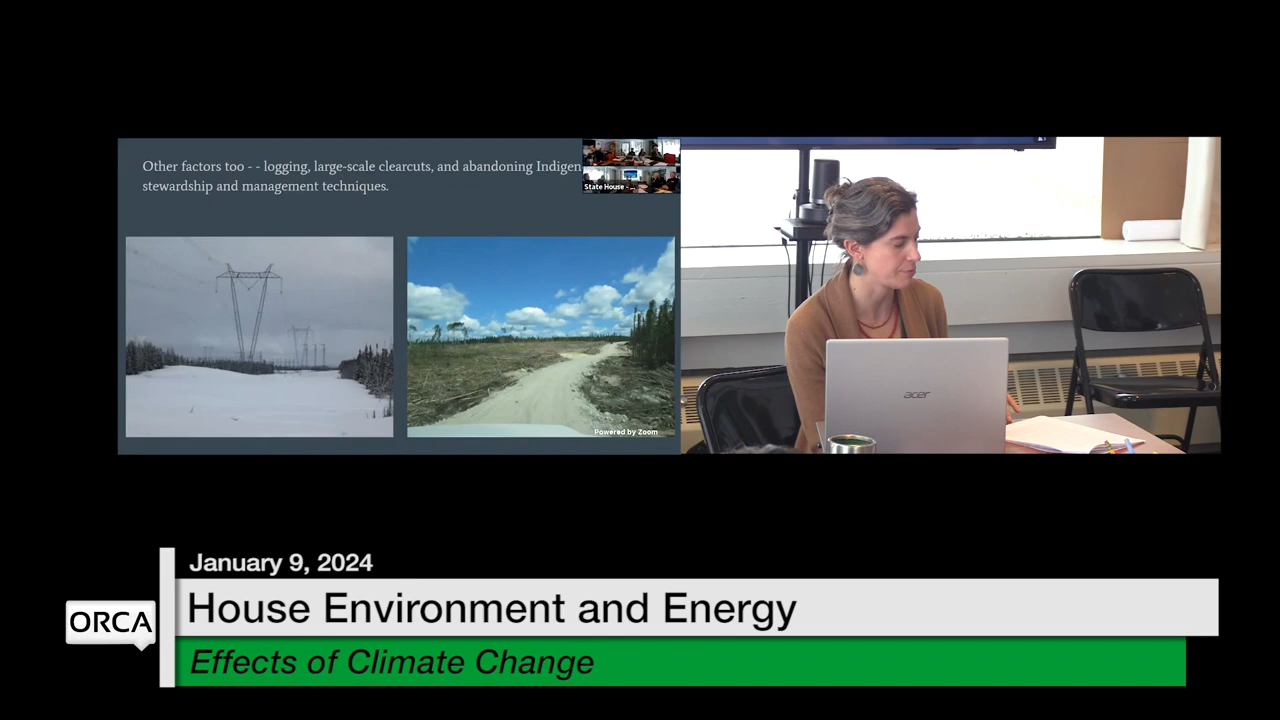 Other factors too - - logging, large-scale clearcuts, and abandoning Indigen
stewardship and management techniques.
State House - ...
Powered by Zoom
acer
January 9, 2024
ORCA
House Environment and Energy
Effects of Climate Change